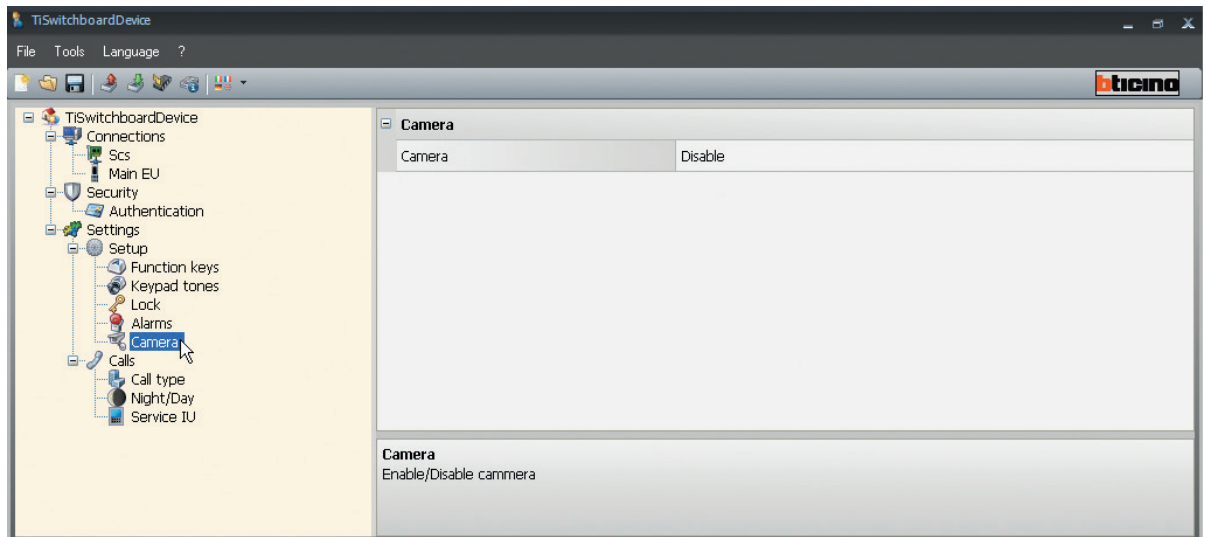 TiSwitchboardDevice
File Tools Language ?
bticino
TiSwitchboardDevice
Connections
Scs
Main EU
Security
Authentication
Settings
Setup
Function keys
Keypad tones
Lock
Alarms
Camera
Calls
Call type
Night/Day
Service IU
Camera
Camera Disable
Camera
Enable/Disable cammera